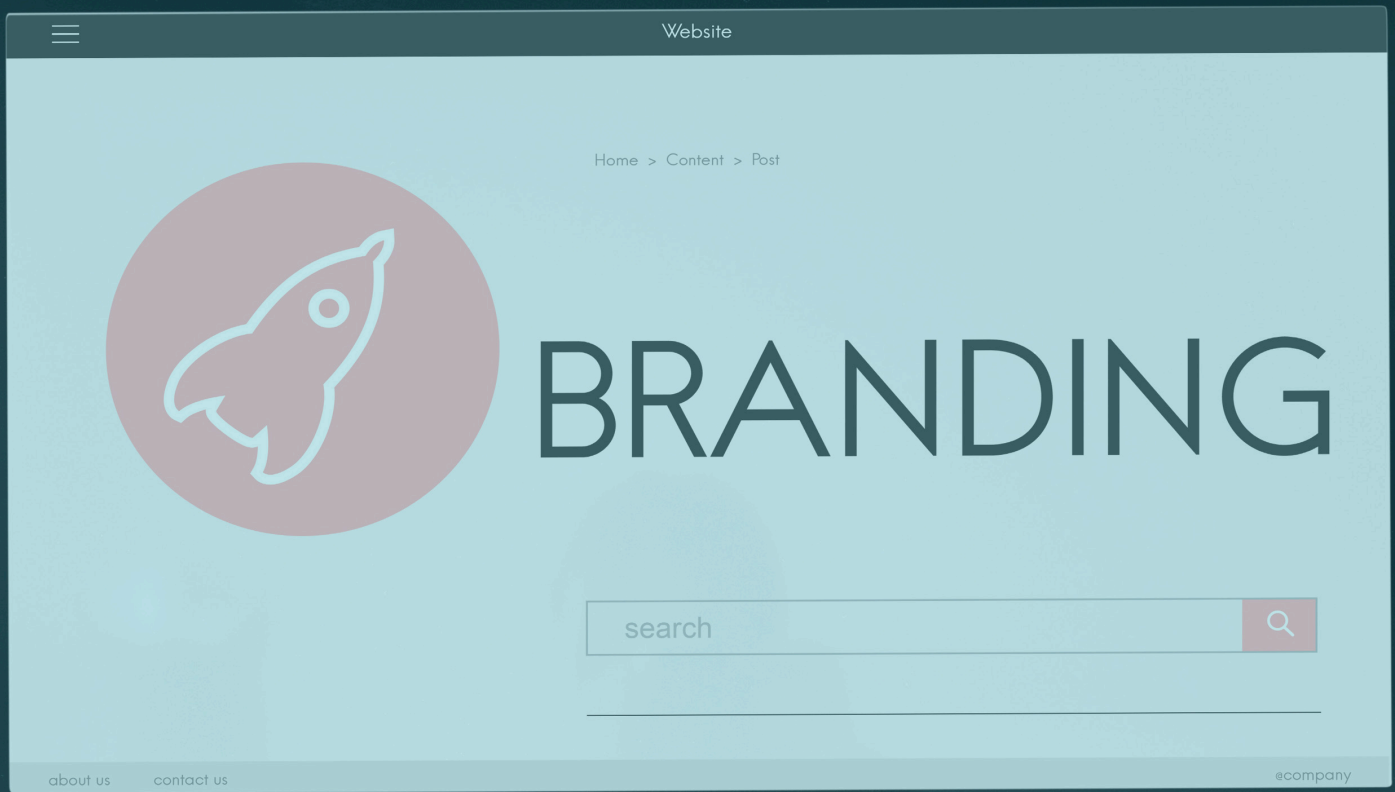 Website
Home > Content > Post
BRANDING
search
about us contact us
@company